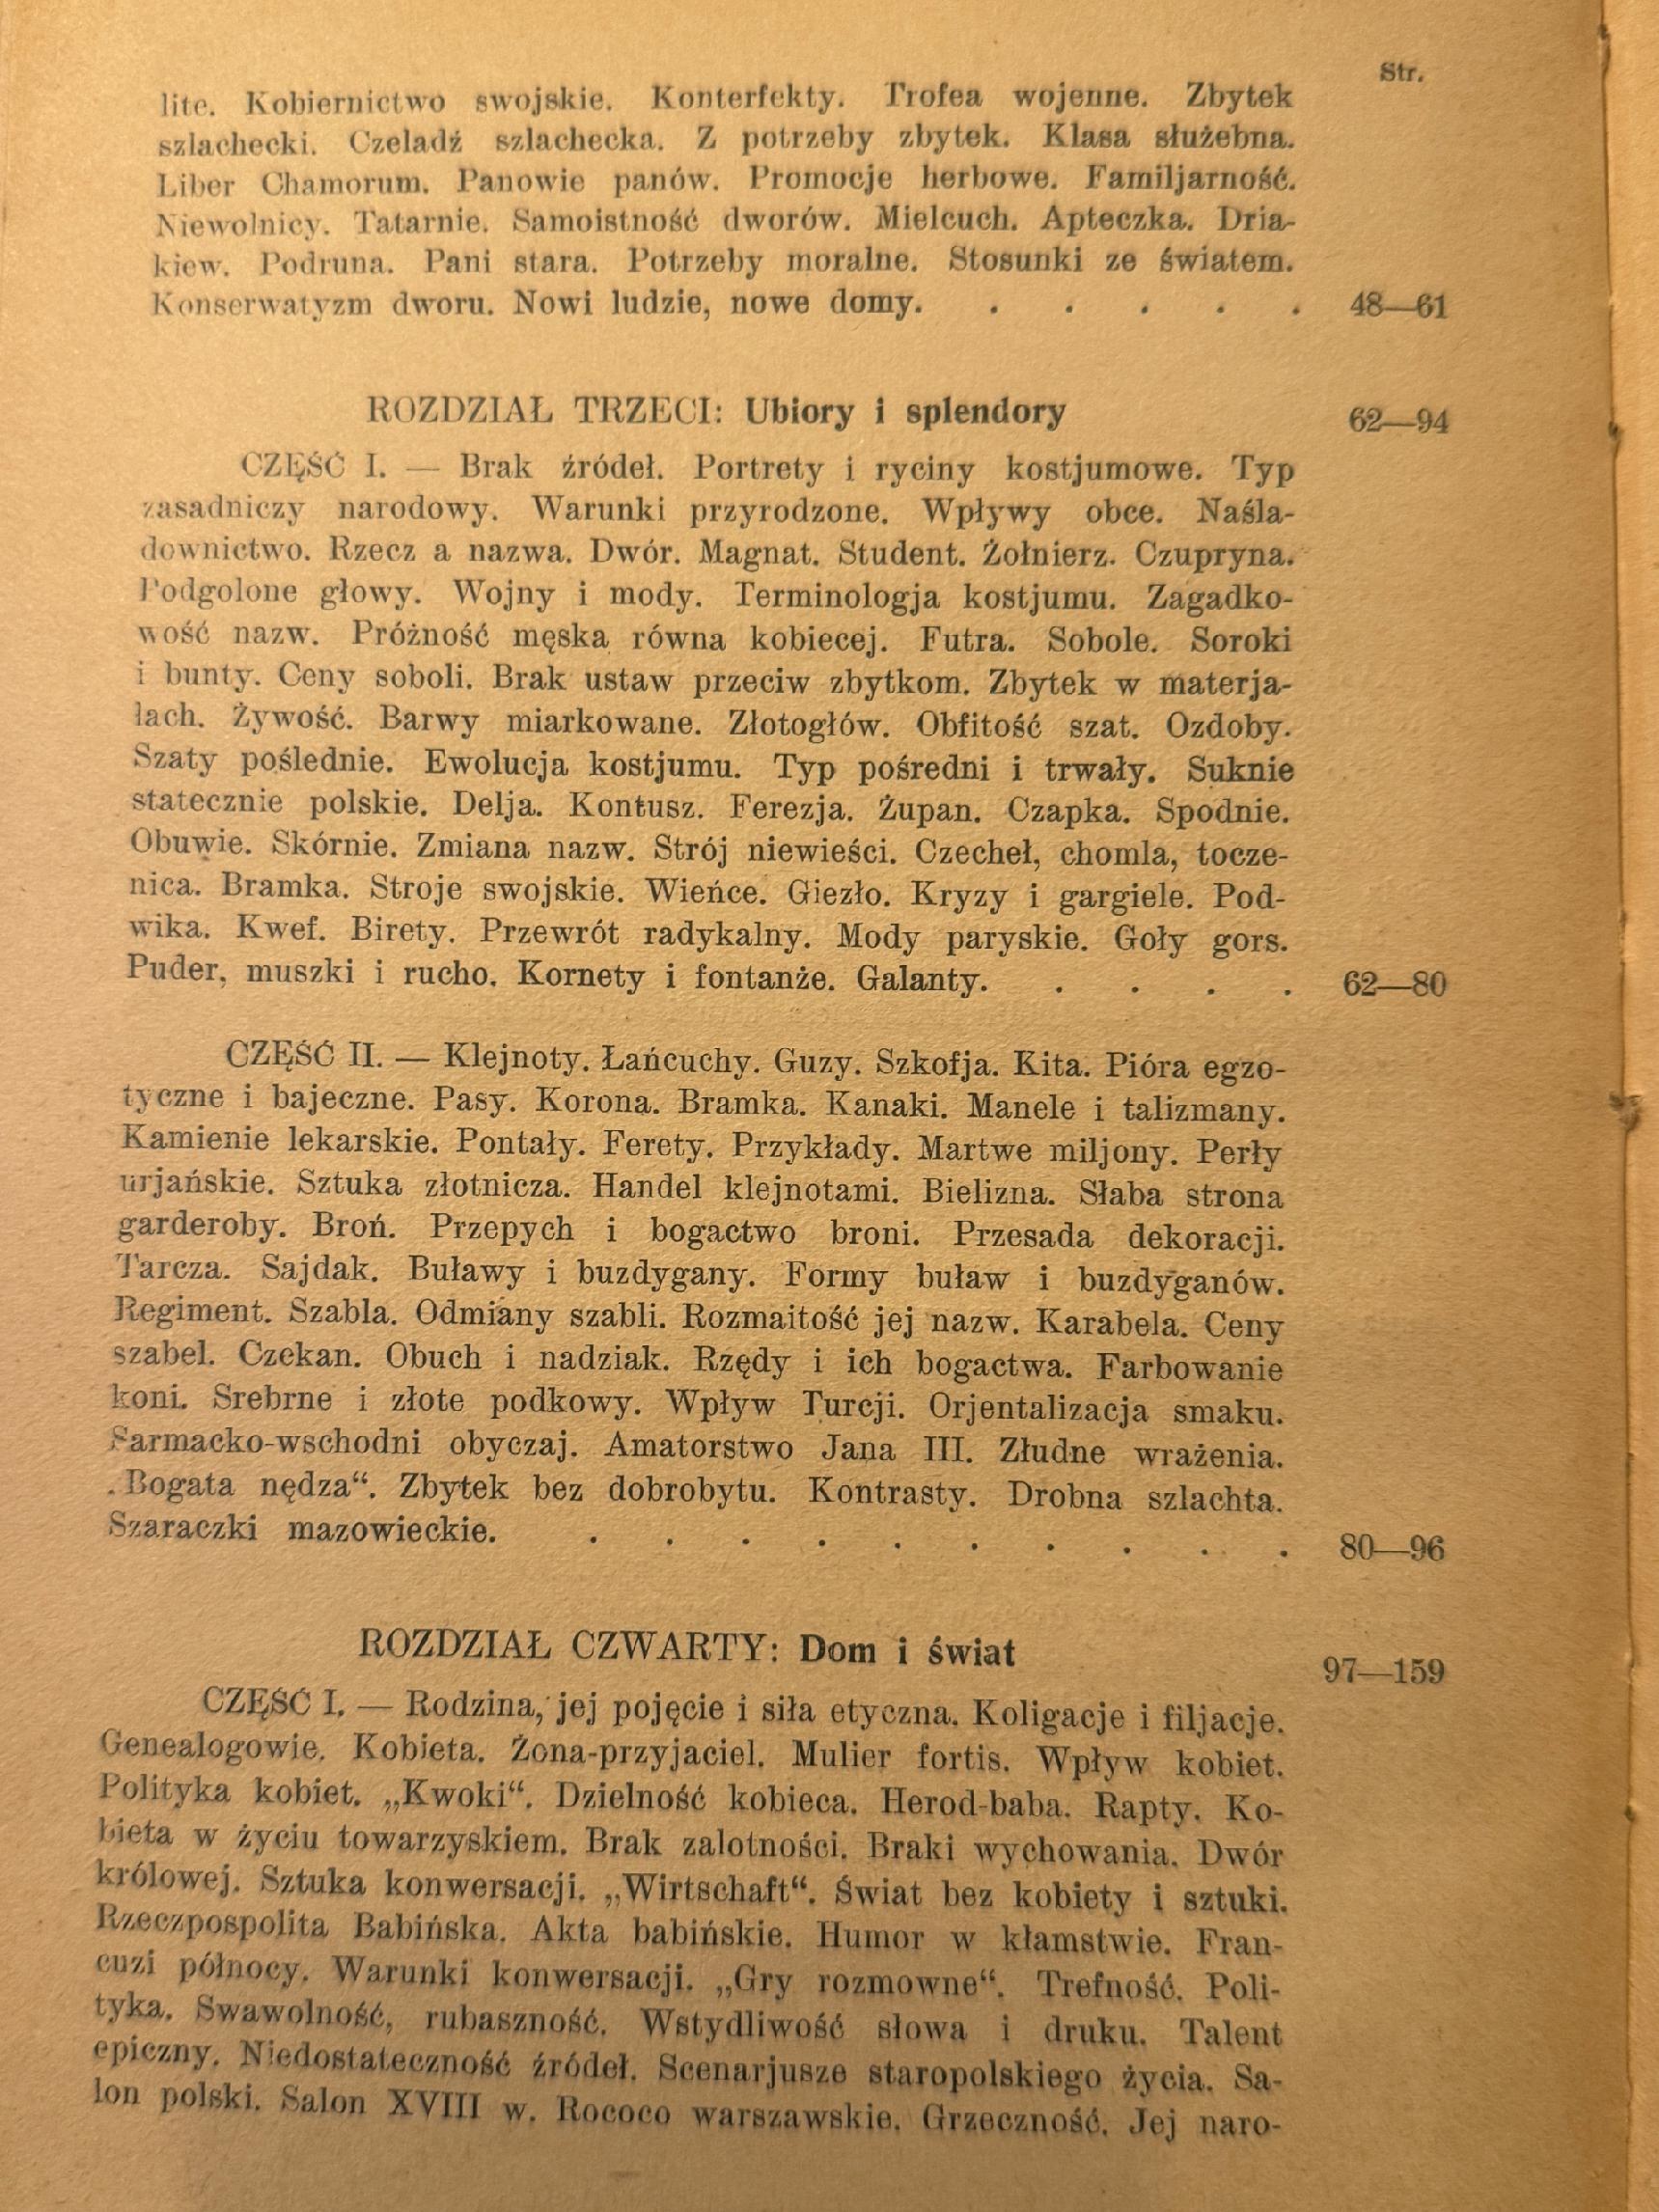 Str.
lite. Kobiernictwo swojskie. Konterfekty. Trofea wojenne. Zbytek
szlachecki. Czeladź szlachecka. Z potrzeby zbytek. Klasa służebna.
Liber Chamorum. Panowie panów. Promocje herbowe. Familjarność.
Niewolnicy. Tatarnie. Samoistność dworów. Mielcuch. Apteczka. Dria-
kiew. Podruna. Pani stara. Potrzeby moralne. Stosunki ze światem.
Konserwatyzm dworu. Nowi ludzie, nowe domy. . . . . . 48—61
ROZDZIAŁ TRZECI: Ubiory i splendory 62—94
CZĘŚĆ I. — Brak źródeł. Portrety i ryciny kostjumowe. Typ
zasadniczy narodowy. Warunki przyrodzone. Wpływy obce. Naśla-
downictwo. Rzecz a nazwa. Dwór. Magnat. Student. Żołnierz. Czupryna.
Podgolone głowy. Wojny i mody. Terminologja kostjumu. Zagadko-
wość nazw. Próżność męska równa kobiecej. Futra. Sobole. Soroki
i bunty. Ceny soboli. Brak ustaw przeciw zbytkom. Zbytek w materja-
łach. Żywość. Barwy miarkowane. Złotogłów. Obfitość szat. Ozdoby.
Szaty poślednie. Ewolucja kostjumu. Typ pośredni i trwały. Suknie
statecznie polskie. Delja. Kontusz. Ferezja. Żupan. Czapka. Spodnie.
Obuwie. Skórnie. Zmiana nazw. Strój niewieści. Czecheł, chomla, tocze-
nica. Bramka. Stroje swojskie. Wieńce. Giezło. Kryzy i gargiele. Pod-
wika. Kwef. Birety. Przewrót radykalny. Mody paryskie. Goły gors.
Puder, muszki i rucho. Kornety i fontanże. Galanty. . . . . 62—80
CZĘŚĆ II. — Klejnoty. Łańcuchy. Guzy. Szkofja. Kita. Pióra egzo-
tyczne i bajeczne. Pasy. Korona. Bramka. Kanaki. Manele i talizmany.
Kamienie lekarskie. Pontały. Ferety. Przykłady. Martwe miljony. Perły
urjańskie. Sztuka złotnicza. Handel klejnotami. Bielizna. Słaba strona
garderoby. Broń. Przepych i bogactwo broni. Przesada dekoracji.
Tarcza. Sajdak. Buławy i buzdygany. Formy buław i buzdyganów.
Regiment. Szabla. Odmiany szabli. Rozmaitość jej nazw. Karabela. Ceny
szabel. Czekan. Obuch i nadziak. Rzędy i ich bogactwa. Farbowanie
koni. Srebrne i złote podkowy. Wpływ Turcji. Orjentalizacja smaku.
Sarmacko-wschodni obyczaj. Amatorstwo Jana III. Złudne wrażenia.
„Bogata nędza“. Zbytek bez dobrobytu. Kontrasty. Drobna szlachta.
Szaraczki mazowieckie. . . . . . . . . . . 80—96
ROZDZIAŁ CZWARTY: Dom i świat 97—159
CZĘŚĆ I. — Rodzina, jej pojęcie i siła etyczna. Koligacje i filjacje.
Genealogowie. Kobieta. Żona-przyjaciel. Mulier fortis. Wpływ kobiet.
Polityka kobiet. „Kwoki“. Dzielność kobieca. Herod-baba. Rapty. Ko-
bieta w życiu towarzyskiem. Brak zalotności. Braki wychowania. Dwór
królowej. Sztuka konwersacji. „Wirtschaft“. Świat bez kobiety i sztuki.
Rzeczpospolita Babińska. Akta babińskie. Humor w kłamstwie. Fran-
cuzi północy. Warunki konwersacji. „Gry rozmowne“. Trefność. Poli-
tyka. Swawolność, rubaszność. Wstydliwość słowa i druku. Talent
epiczny. Niedostateczność źródeł. Scenarjusze staropolskiego życia. Sa-
lon polski. Salon XVIII w. Rococo warszawskie. Grzeczność. Jej naro-